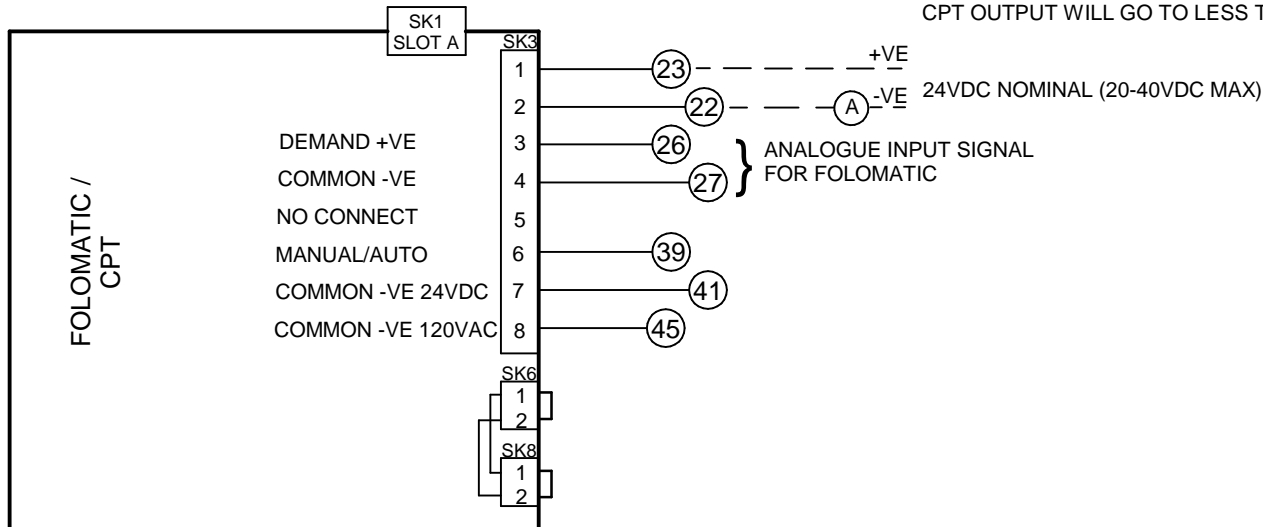 CPT OUTPUT WILL GO TO LESS
SK1
SLOT A
SK3
1
23
+VE
2
22
A
-VE
24VDC NOMINAL (20-40VDC MAX)
DEMAND +VE
3
26
ANALOGUE INPUT SIGNAL
FOR FOLOMATIC
COMMON -VE
4
27
NO CONNECT
5
MANUAL/AUTO
6
39
COMMON -VE 24VDC
7
41
COMMON -VE 120VAC
8
45
FOLOMATIC /
CPT
SK6
1
2
SK8
1
2